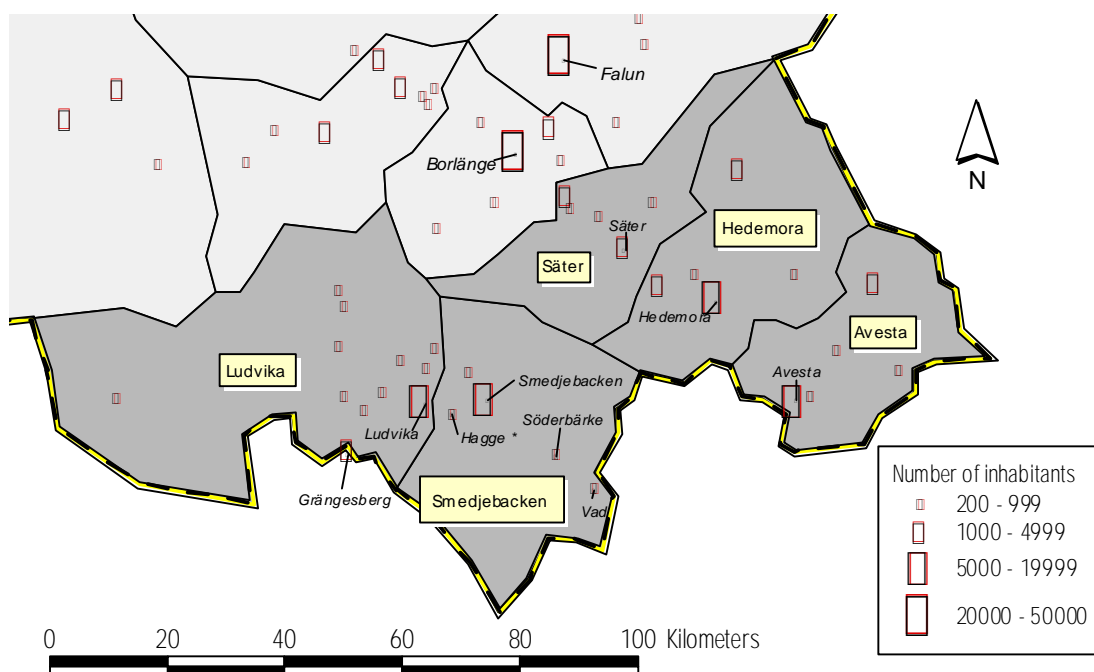 Falun
Borlänge
N
Hedemora
Säter
Säter
Hedemola
Avesta
Ludvika
Avesta
Smedjebacken
Söderbärke
Ludvika
Hagge *
Grängesberg
Smedjebacken
Vad
Number of inhabitants
200 - 999
1000 - 4999
5000 - 19999
20000 - 50000
0 20 40 60 80 100 Kilometers